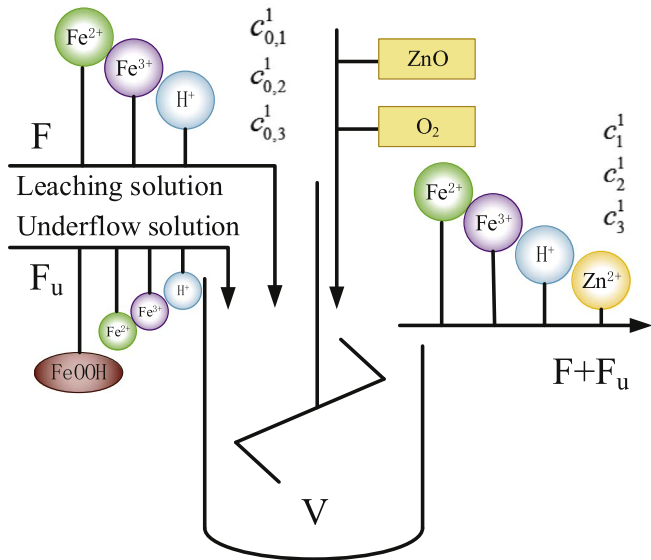 Fe²⁺
Fe³⁺
H⁺
c¹₀,₁
c¹₀,₂
c¹₀,₃
ZnO
O₂
F
Leaching solution
Underflow solution
Fᵤ
Fe²⁺
Fe³⁺
H⁺
FeOOH
c¹₁
c¹₂
c¹₃
Fe²⁺
Fe³⁺
H⁺
Zn²⁺
F+Fᵤ
V